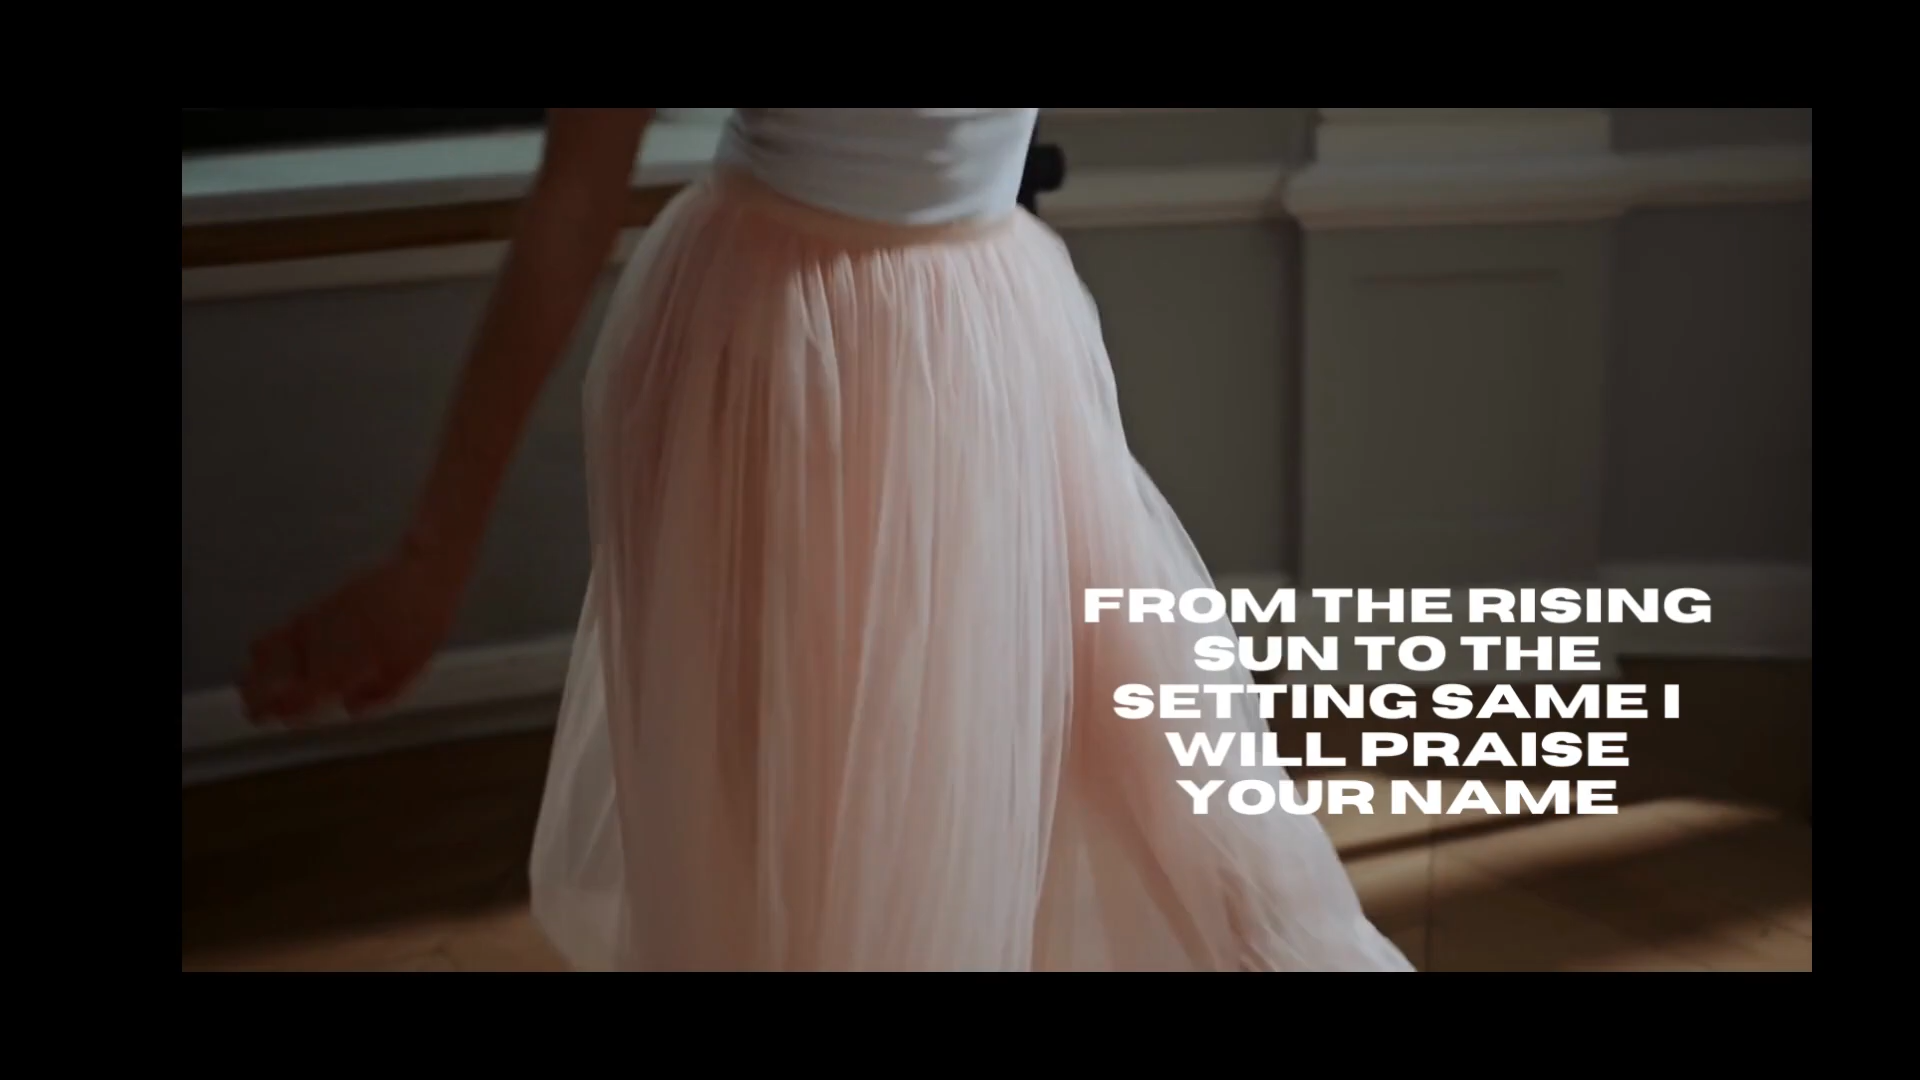 FROM THE RISING
SUN TO THE
SETTING SAME I
WILL PRAISE
YOUR NAME